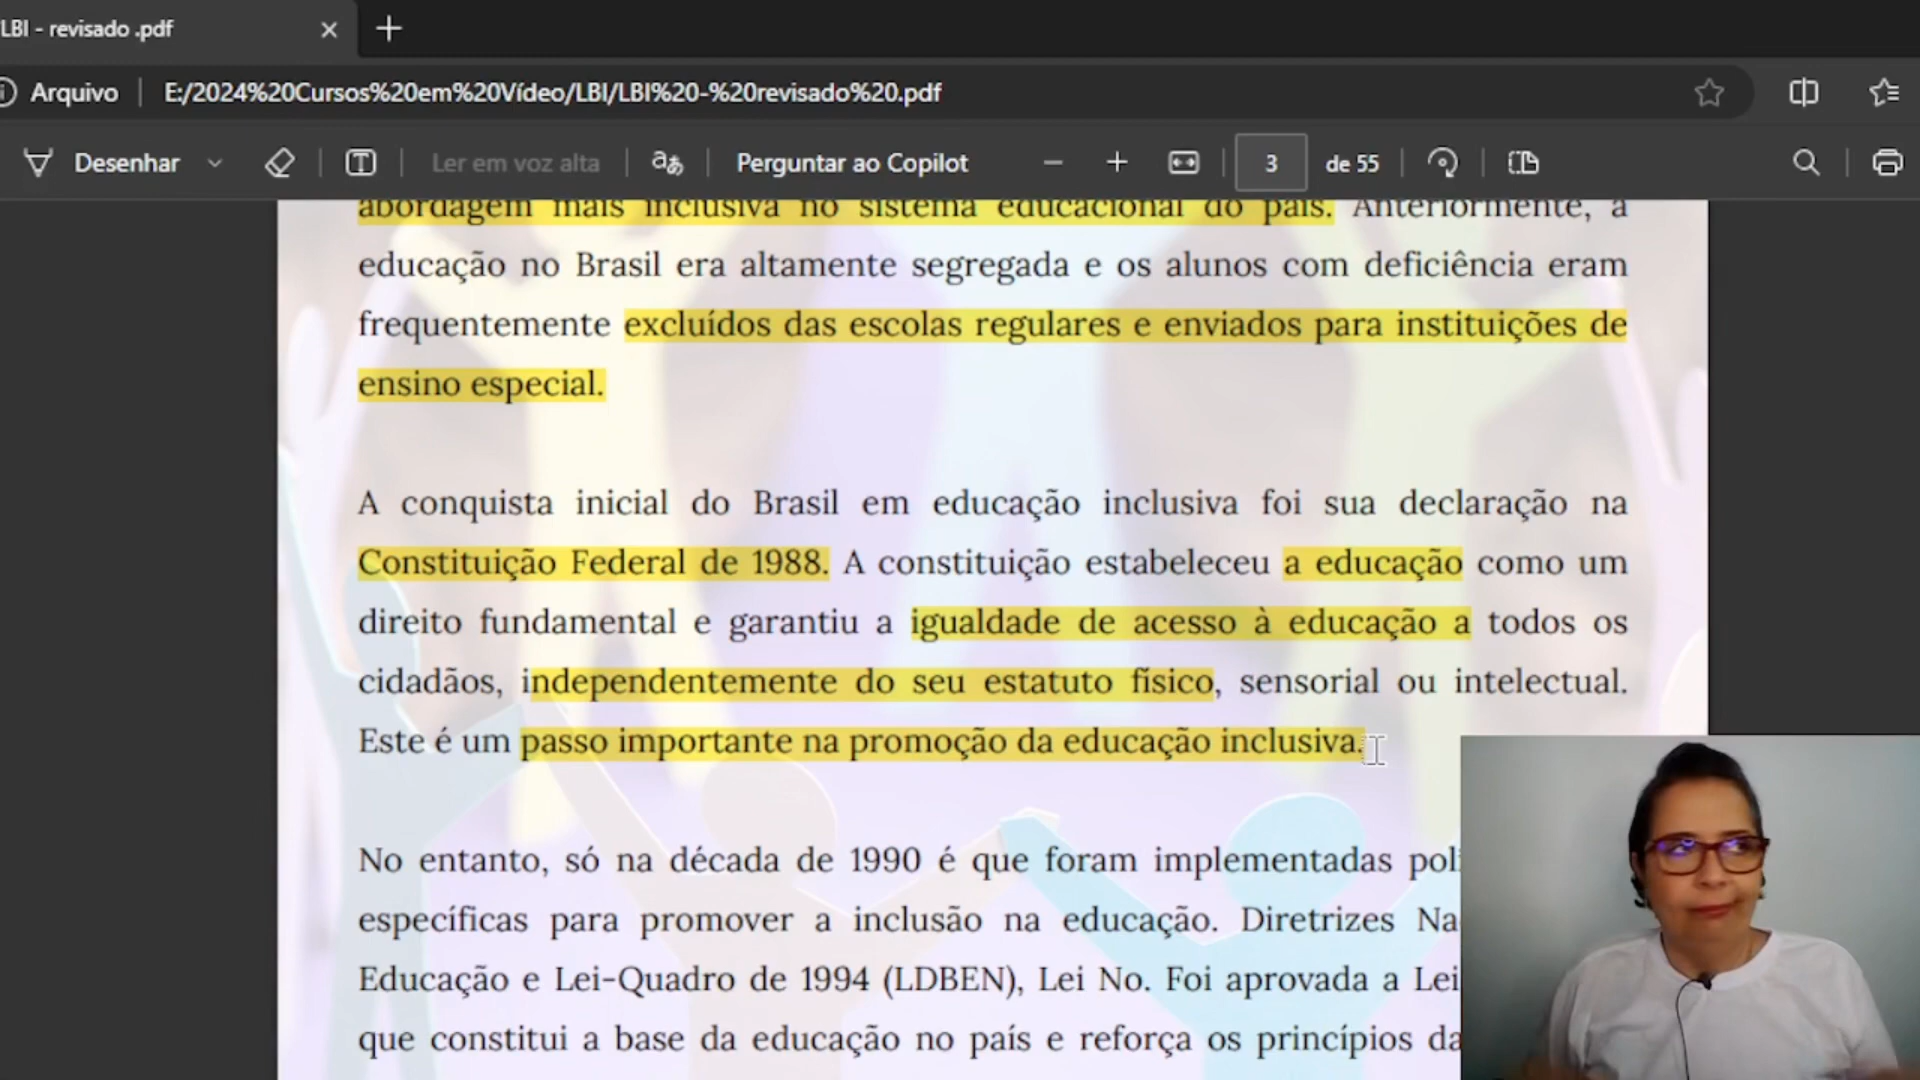 LBI - revisado .pdf
Arquivo E:/2024%20Cursos%20em%20Vídeo/LBI/LBI%20-%20revisado%20.pdf
Desenhar Ler em voz alta aあ Perguntar ao Copilot 3 de 55
abordagem mais inclusiva no sistema educacional do país. Anteriormente, a
educação no Brasil era altamente segregada e os alunos com deficiência eram
frequentemente excluídos das escolas regulares e enviados para instituições de
ensino especial.
A conquista inicial do Brasil em educação inclusiva foi sua declaração na
Constituição Federal de 1988. A constituição estabeleceu a educação como um
direito fundamental e garantiu a igualdade de acesso à educação a todos os
cidadãos, independentemente do seu estatuto físico, sensorial ou intelectual.
Este é um passo importante na promoção da educação inclusiva.
No entanto, só na década de 1990 é que foram implementadas polí
específicas para promover a inclusão na educação. Diretrizes Na
Educação e Lei-Quadro de 1994 (LDBEN), Lei No. Foi aprovada a Lei
que constitui a base da educação no país e reforça os princípios da